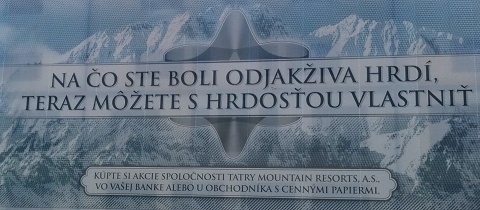 NA ČO STE BOLI ODJAKŽIVA HRDÍ,
TERAZ MÔŽETE S HRDOSŤOU VLASTNIŤ
KÚPTE SI AKCIE SPOLOČNOSTI TATRY MOUNTAIN RESORTS, A.S.,
VO VAŠEJ BANKE ALEBO U OBCHODNÍKA S CENNÝMI PAPIERMI.